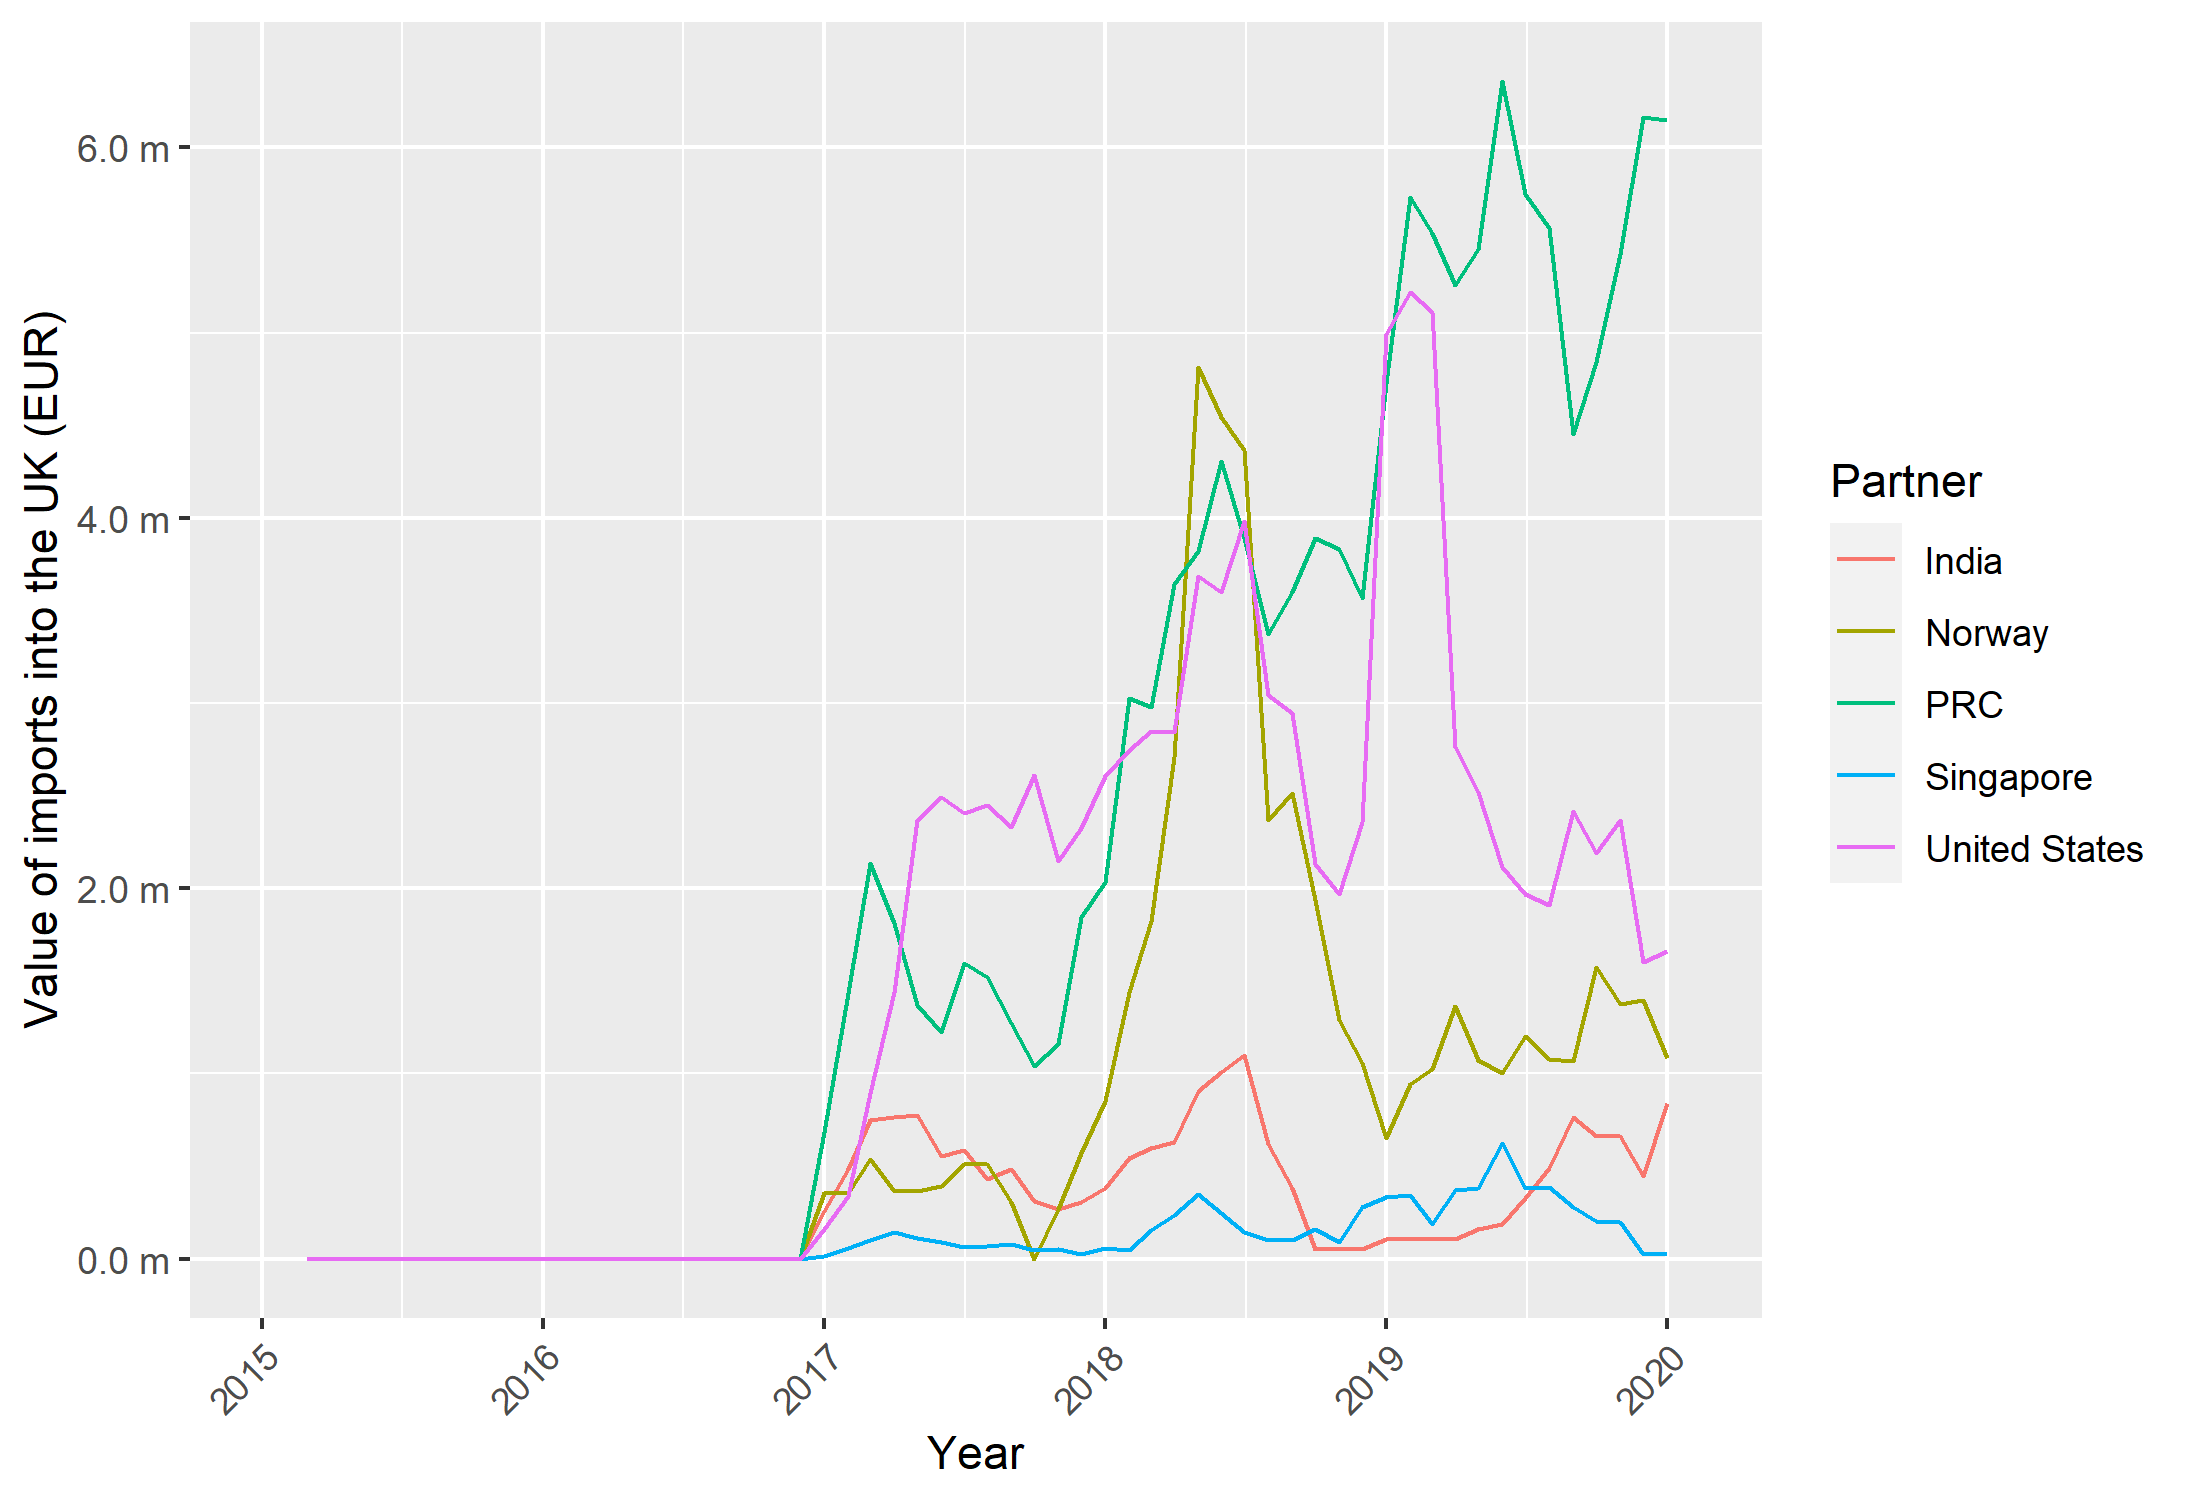 Value of imports into the UK (EUR)
6.0 m
4.0 m
2.0 m
0.0 m
2015
2016
2017
2018
2019
2020
Year
Partner
India
Norway
PRC
Singapore
United States